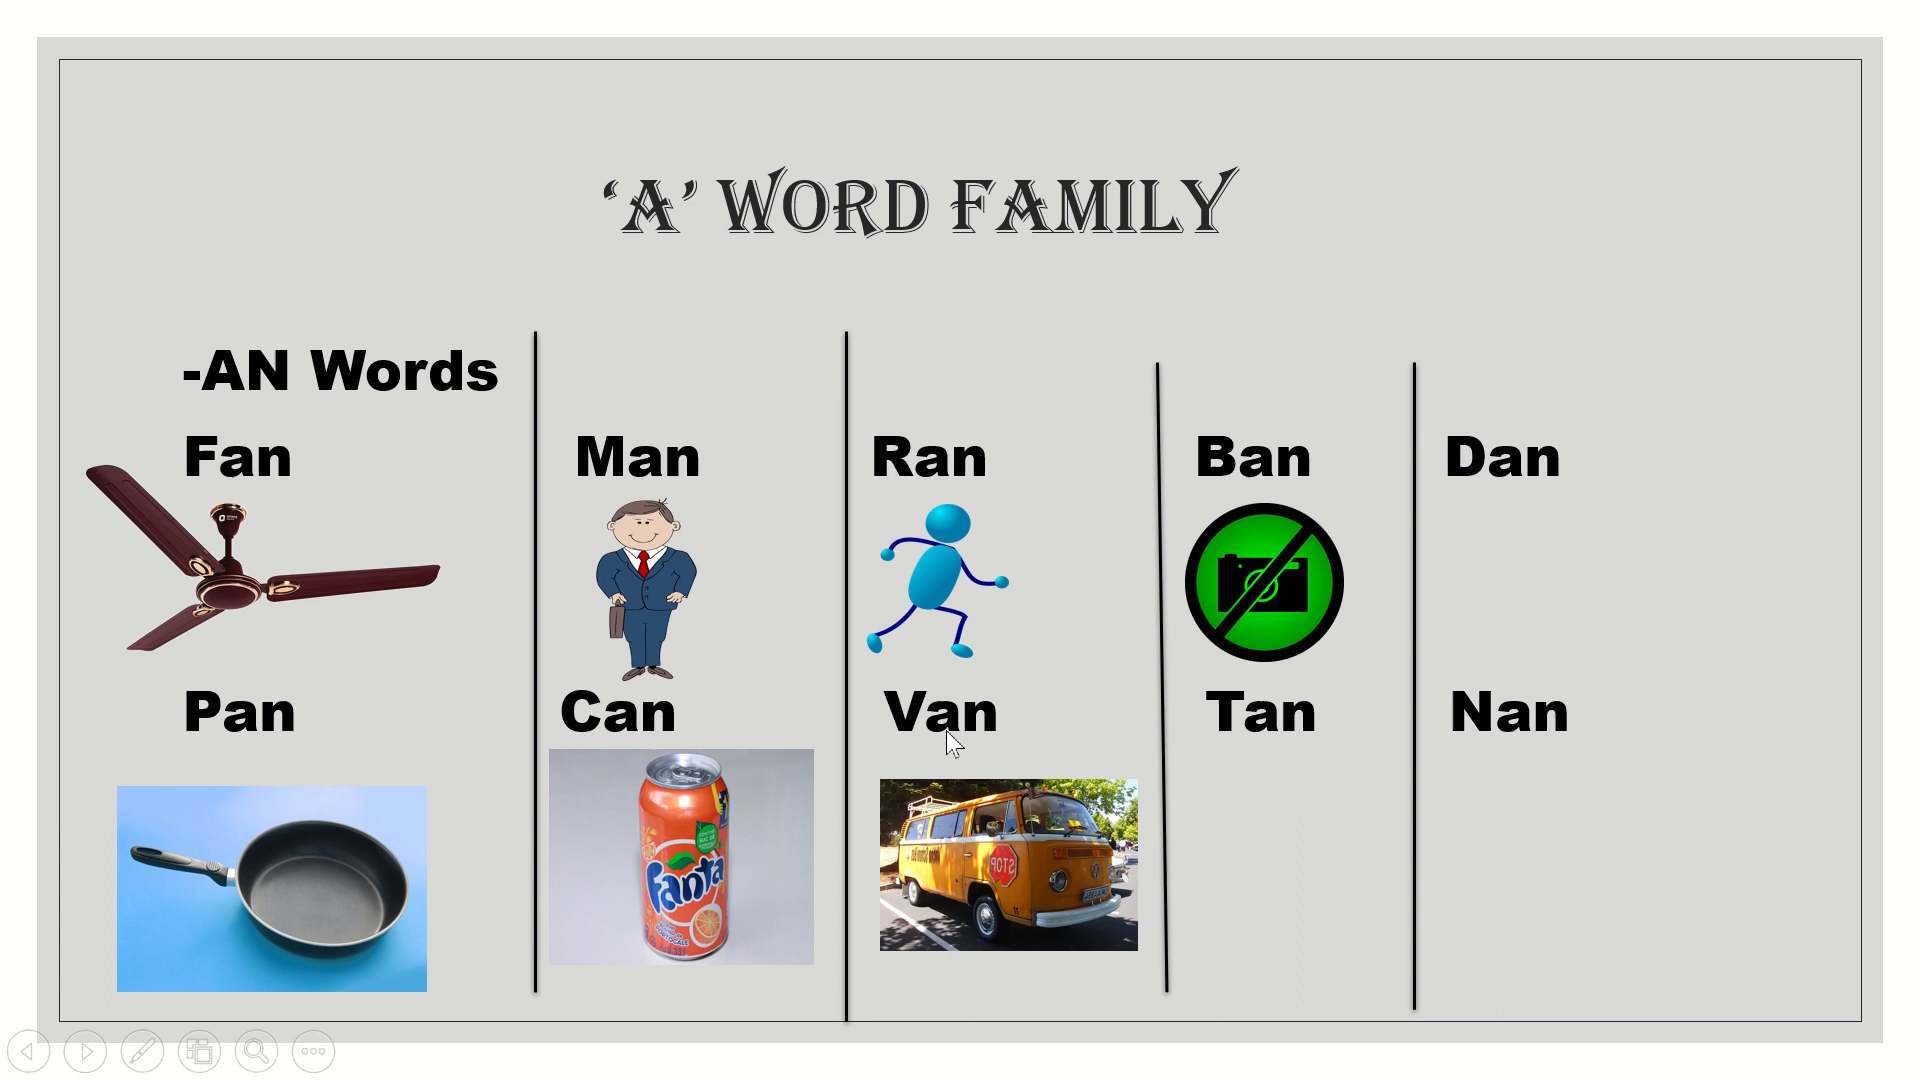 ‘A’ WORD FAMILY
-AN Words
Fan
Man
Ran
Ban
Dan
Pan
Can
Van
Tan
Nan
Fanta
STOP